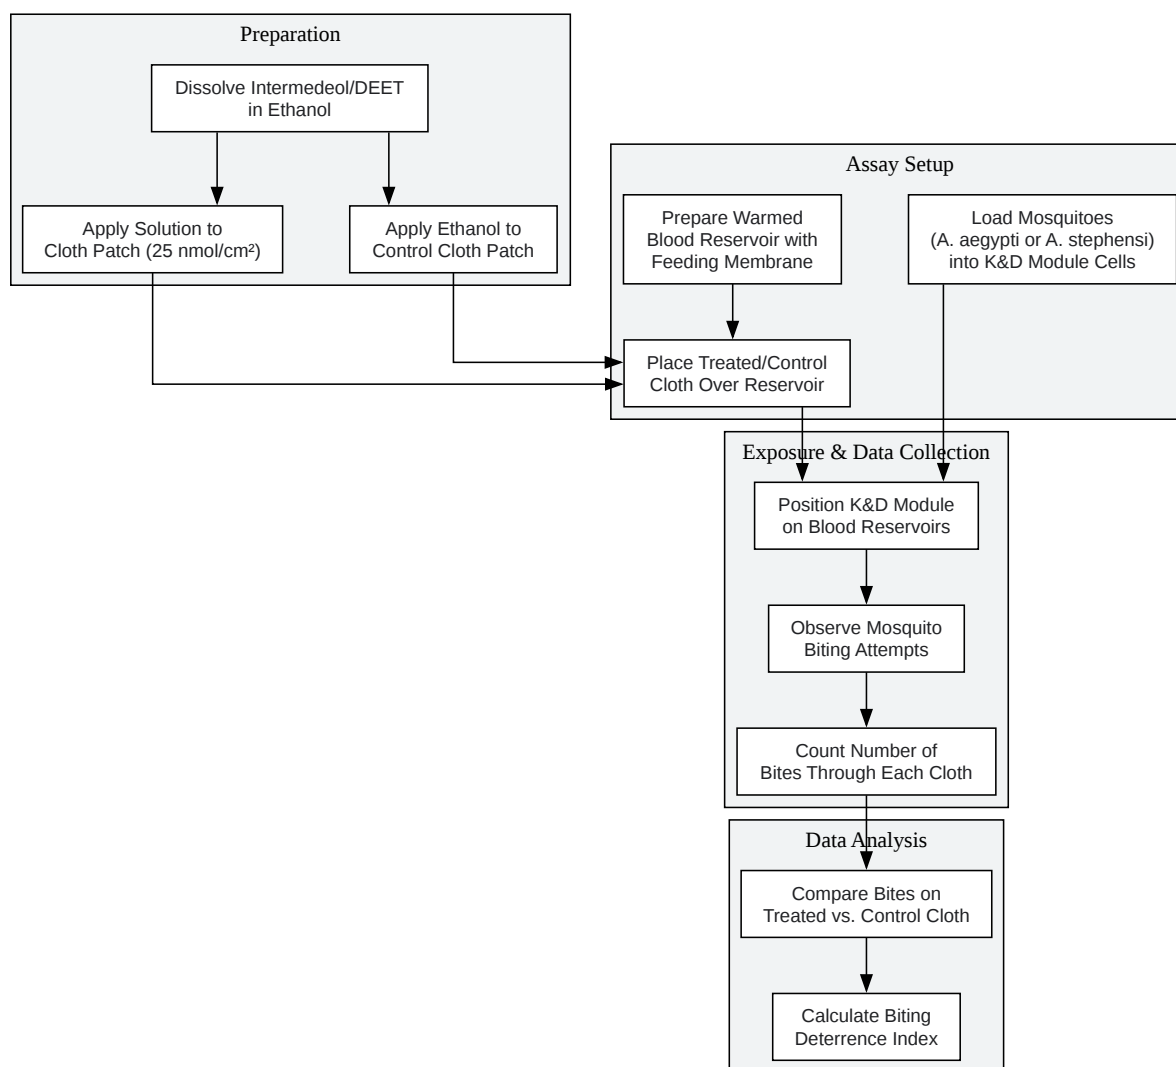 Preparation
Dissolve Intermedeol/DEET
in Ethanol
Apply Solution to
Cloth Patch (25 nmol/cm²)
Apply Ethanol to
Control Cloth Patch
Assay Setup
Prepare Warmed
Blood Reservoir with
Feeding Membrane
Load Mosquitoes
(A. aegypti or A. stephensi)
into K&D Module Cells
Place Treated/Control
Cloth Over Reservoir
Exposure & Data Collection
Position K&D Module
on Blood Reservoirs
Observe Mosquito
Biting Attempts
Count Number of
Bites Through Each Cloth
Data Analysis
Compare Bites on
Treated vs. Control Cloth
Calculate Biting
Deterrence Index